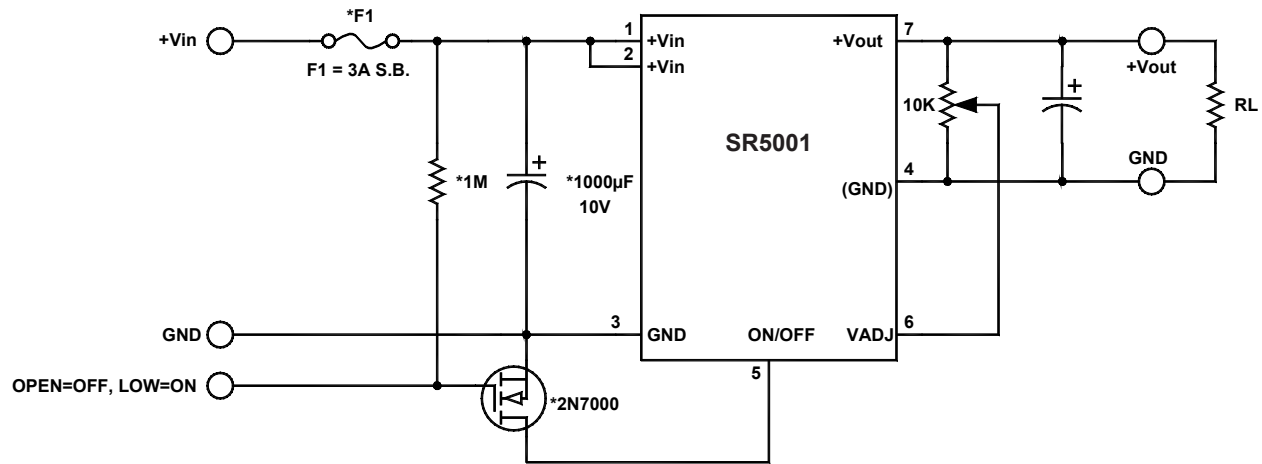 *F1
+Vin
F1 = 3A S.B.
1
+Vin
2
+Vin
+Vout
7
+Vout
10K
+
RL
SR5001
GND
4
(GND)
*1M
+
*1000µF
10V
GND
3
GND
ON/OFF
VADJ
6
5
OPEN=OFF, LOW=ON
*2N7000